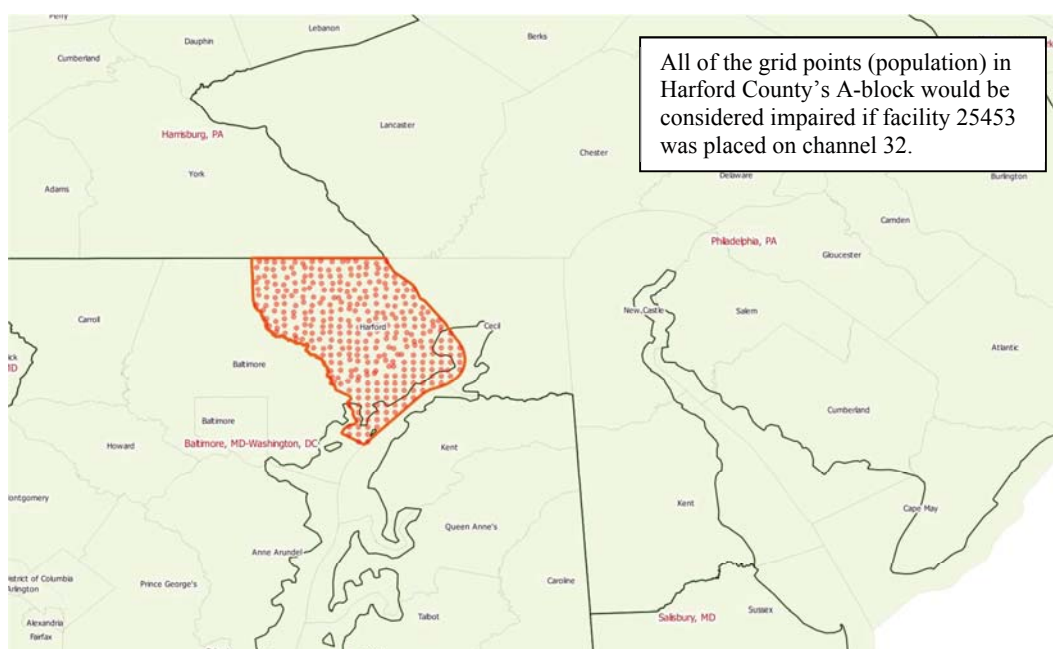 Perry
Lebanon
Berks
Dauphin
Cumberland
All of the grid points (population) in
Harford County's A-block would be
considered impaired if facility 25453
was placed on channel 32.
Lancaster
Harrisburg, PA
Chester
York
Delaware
Burlington
Adams
Camden
Philadelphia, PA
Gloucester
New Castle
Salem
Carroll
Harford
Cecil
Atlantic
Baltimore
Cumberland
Baltimore
Howard
Baltimore, MD-Washington, DC
Kent
Kent
Cape May
Queen Anne's
Anne Arundel
Prince George's
Caroline
District of Columbia
Arlington
Talbot
Salisbury, MD
Sussex
Alexandria
Fairfax